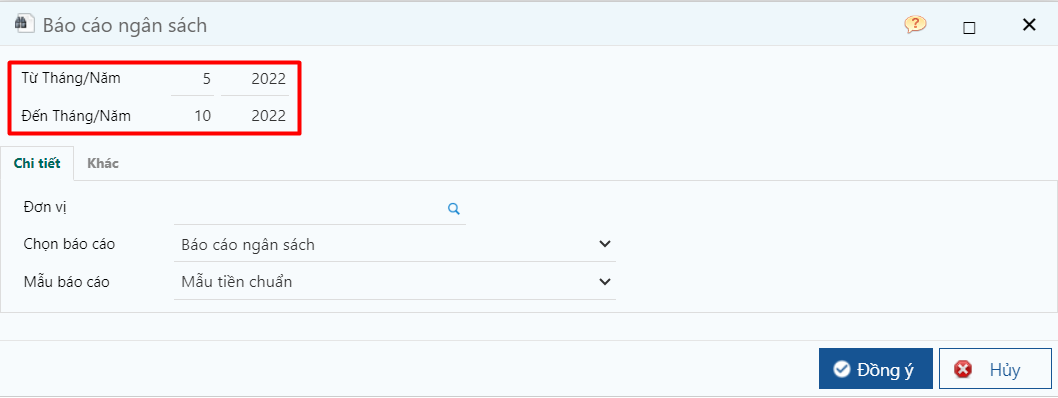 Báo cáo ngân sách
Từ Tháng/Năm 5 2022
Đến Tháng/Năm 10 2022
Chi tiết Khác
Đơn vị
Chọn báo cáo Báo cáo ngân sách
Mẫu báo cáo Mẫu tiền chuẩn
Đồng ý Hủy